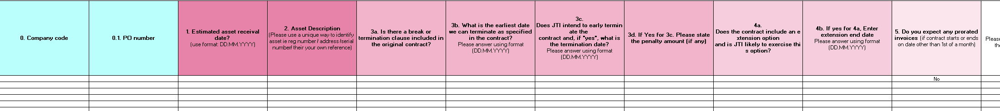 0. Company code
0.1. PO number
1. Estimated asset receival
date?
(use format: DD.MM.YYYY)
2. Asset Description
(Please use a unique way to identify
asset ie reg number / address /serial
number/ their your own reference)
3a. Is there a break or
termination clause included in
the original contract?
3b. What is the earliest date
we can terminate as specified
in the contract?
Please answer using format
(DD.MM.YYYY)
3c.
Does JTI intend to early termin
ate the
contract and, if "yes", what is
the termination date?
Please answer using format
(DD.MM.YYYY)
3d. If Yes for 3c. Please state
the penalty amount (if any)
4a.
Does the contract include an e
xtension option
and is JTI likely to exercise thi
s option?
4b. If yes for 4a, Enter
extension end date
Please answer using format
(DD.MM.YYYY)
5. Do you expect any prorated
invoices (if contract starts or ends
on date other than 1st of a month)
Please
No